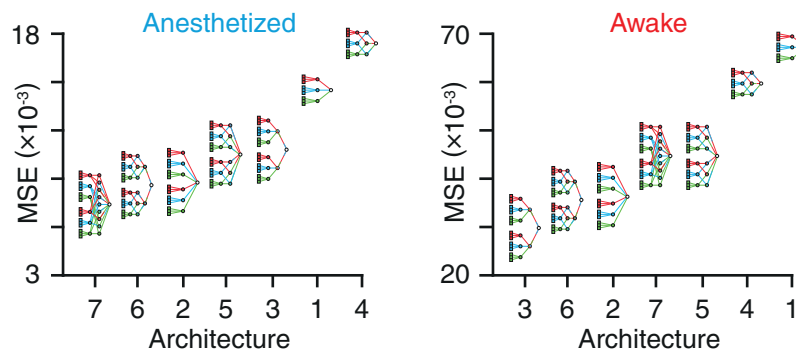 Anesthetized
18
MSE (×10⁻³)
3
7 6 2 5 3 1 4
Architecture
Awake
70
MSE (×10⁻³)
20
3 6 2 7 5 4 1
Architecture